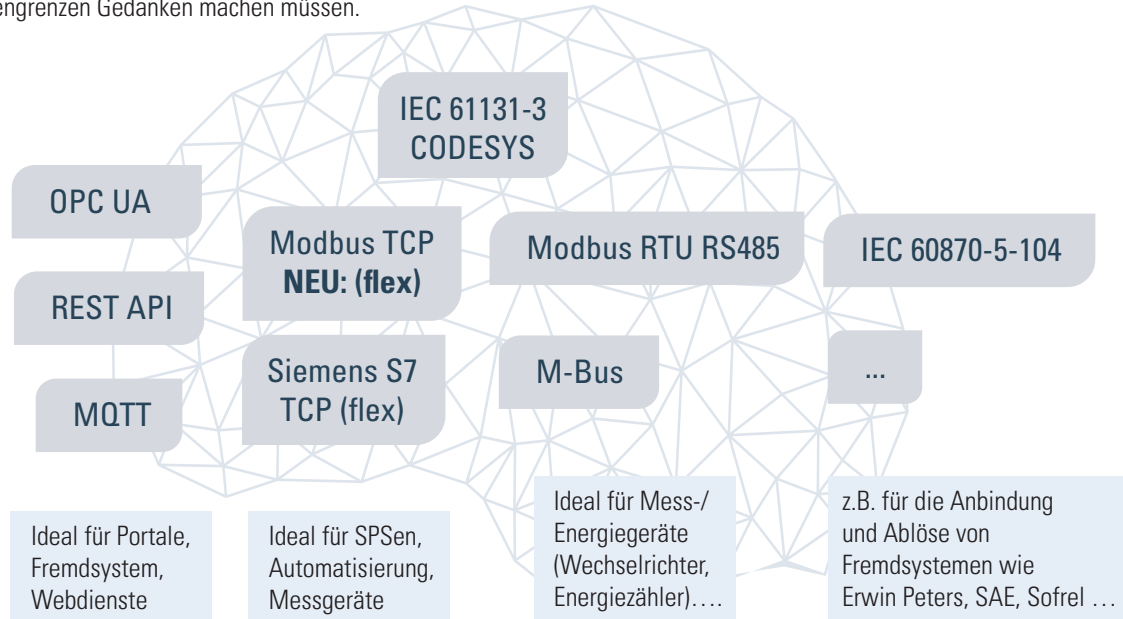 Gedanken machen müssen.
IEC 61131-3
CODESYS
OPC UA
Modbus TCP
NEU: (flex)
Modbus RTU RS485
IEC 60870-5-104
REST API
Siemens S7
TCP (flex)
M-Bus
...
MQTT
Ideal für Portale,
Fremdsystem,
Webdienste
Ideal für SPSen,
Automatisierung,
Messgeräte
Ideal für Mess-/
Energiegeräte
(Wechselrichter,
Energiezähler)….
z.B. für die Anbindung
und Ablöse von
Fremdsystemen wie
Erwin Peters, SAE, Sofrel …